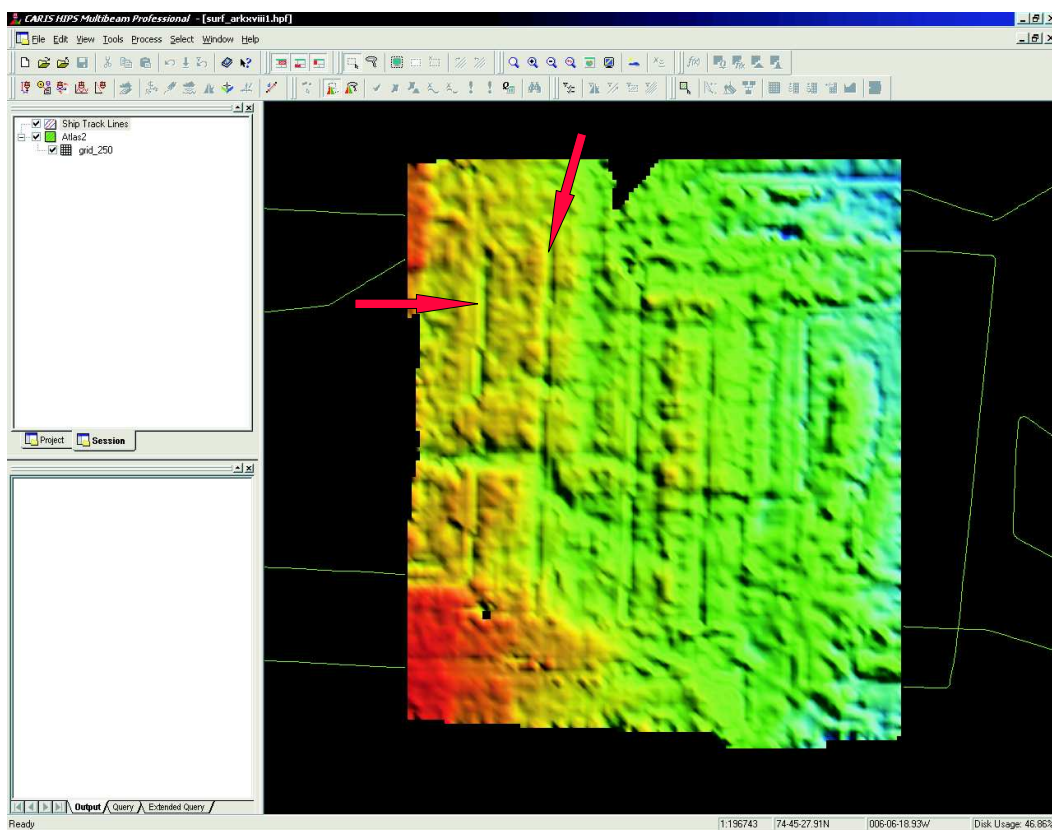 CARIS HIPS Multibeam Professional - [surf_arkxviii1.hpf]
File Edit View Tools Process Select Window Help
Ship Track Lines
Atlas2
grid_250
Project Session
Output Query Extended Query
Ready 1:196743 74-45-27.91N 006-06-18.93W Disk Usage: 46.86%